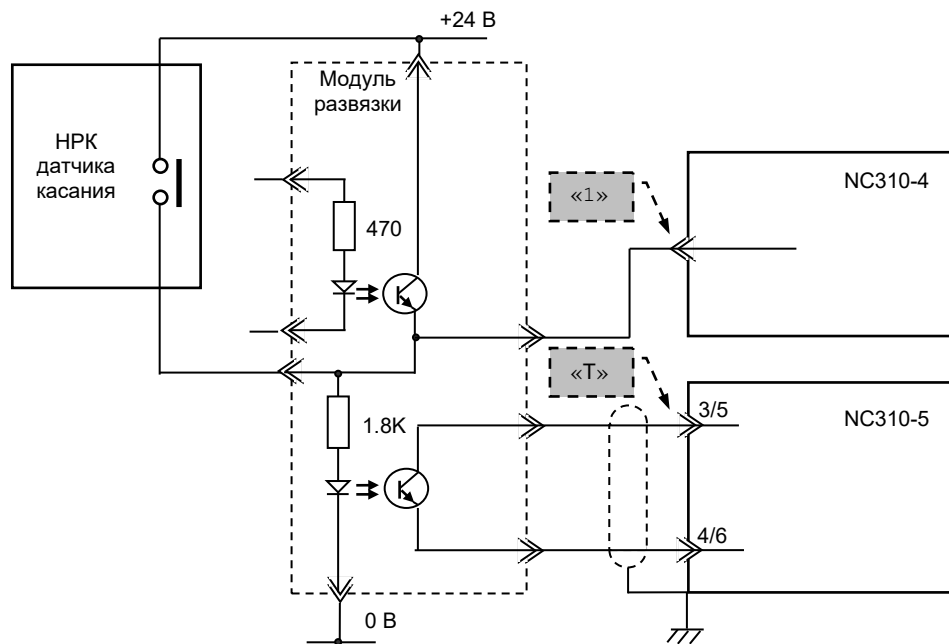 +24 В
Модуль
развязки
НРК
датчика
касания
NC310-4
«1»
470
«Т»
3/5
NC310-5
1.8K
4/6
0 В